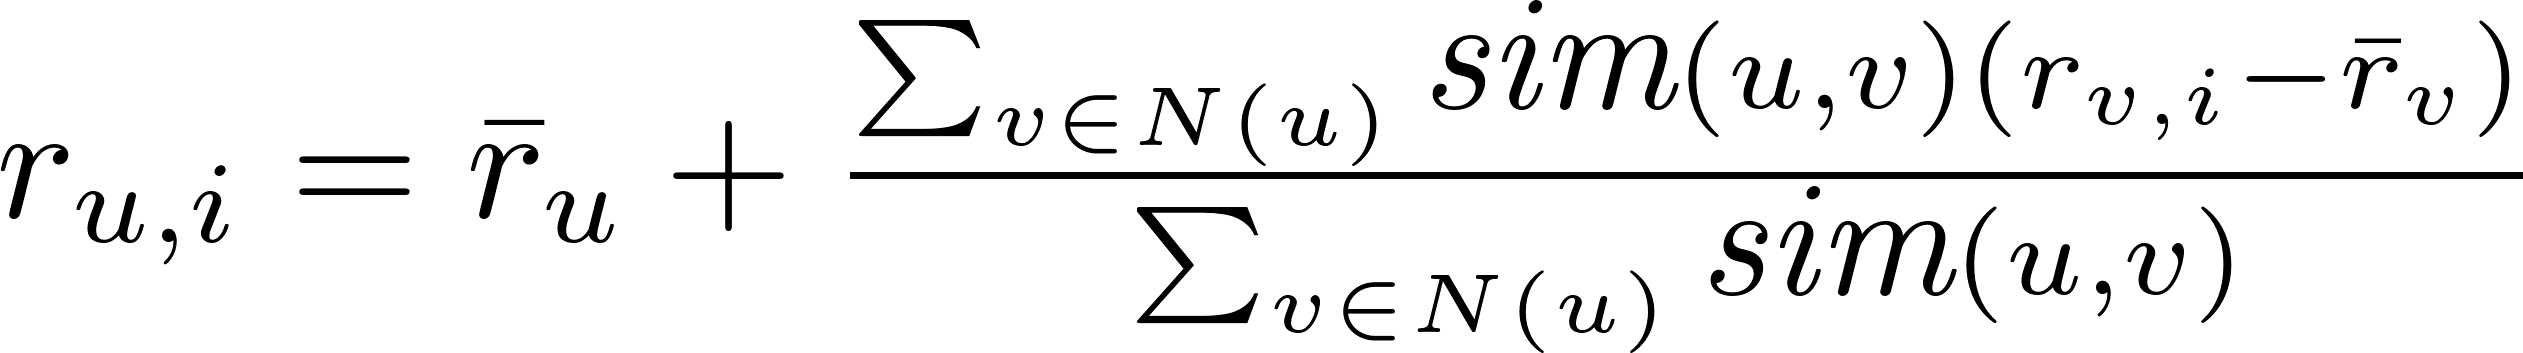 r_{u,i} = \bar{r}_u + \frac{\sum_{v \in N(u)} sim(u,v)(r_{v,i} - \bar{r}_v)}{\sum_{v \in N(u)} sim(u,v)}